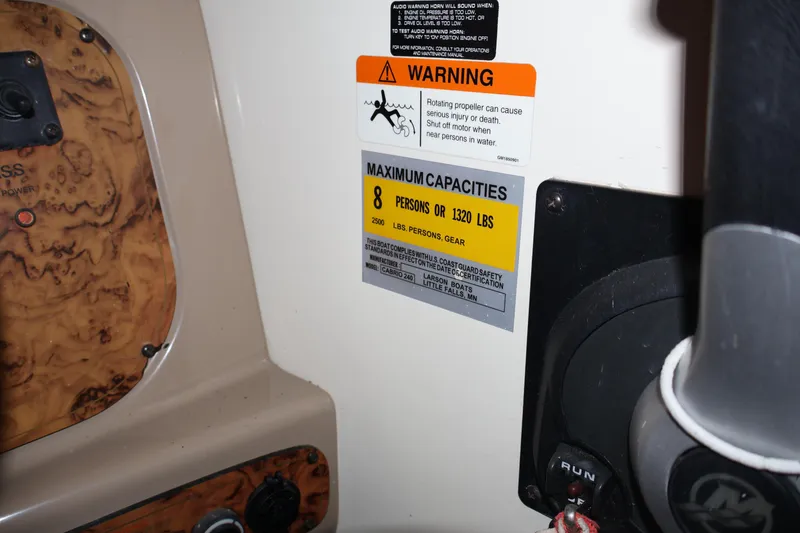 AUDIO WARNING HORN WILL SOUND WHEN:
1. ENGINE OIL PRESSURE IS TOO LOW.
2. ENGINE TEMPERATURE IS TOO HOT, OR
3. DRIVE OIL LEVEL IS TOO LOW.
TO TEST AUDIO WARNING HORN:
TURN KEY TO "ON" POSITION (ENGINE OFF)
FOR MORE INFORMATION, CONSULT YOUR OPERATIONS
AND MAINTENANCE MANUAL
WARNING
Rotating propeller can cause
serious injury or death.
Shut off motor when
near persons in water.
MAXIMUM CAPACITIES
8 PERSONS OR 1320 LBS
2500 LBS. PERSONS, GEAR
THIS BOAT COMPLIES WITH U.S. COAST GUARD SAFETY
STANDARDS IN EFFECT ON THE DATE OF CERTIFICATION
MANUFACTURER LARSON BOATS
LITTLE FALLS, MN
MODEL CABRIO 240
POWER
RUN